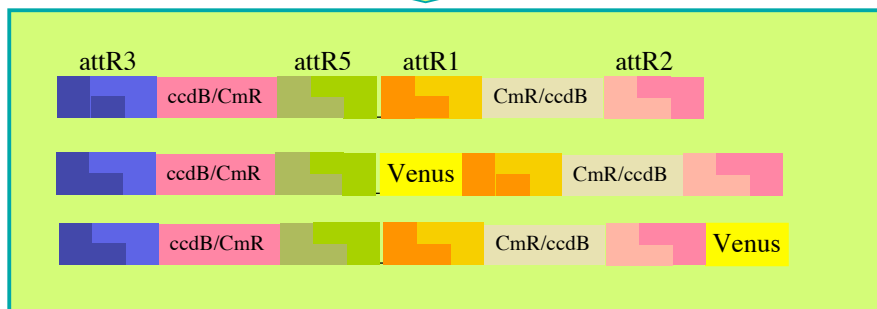 attR3 attR5 attR1 attR2
ccdB/CmR CmR/ccdB
ccdB/CmR Venus CmR/ccdB
ccdB/CmR CmR/ccdB Venus